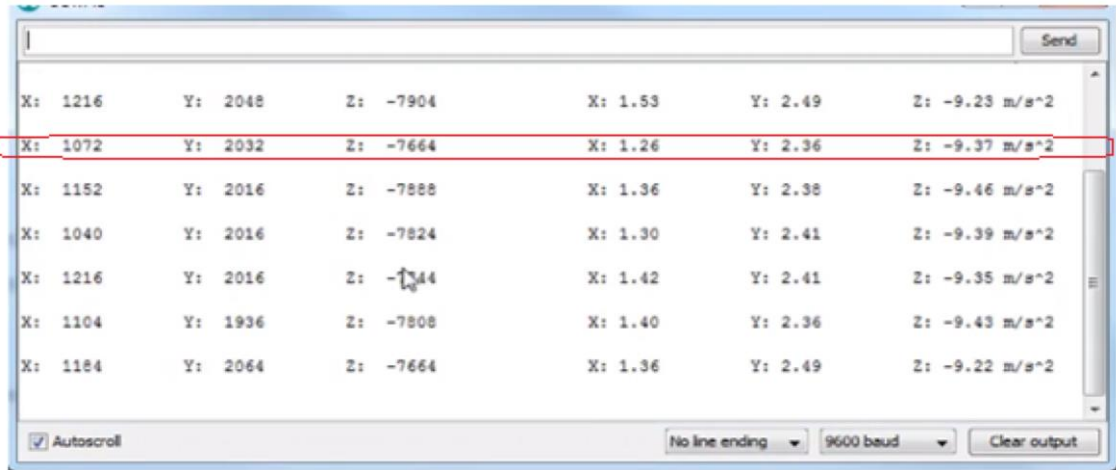 Send
X: 1216 Y: 2048 Z: -7904 X: 1.53 Y: 2.49 Z: -9.23 m/s^2
X: 1072 Y: 2032 Z: -7664 X: 1.26 Y: 2.36 Z: -9.37 m/s^2
X: 1152 Y: 2016 Z: -7888 X: 1.36 Y: 2.38 Z: -9.46 m/s^2
X: 1040 Y: 2016 Z: -7824 X: 1.30 Y: 2.41 Z: -9.39 m/s^2
X: 1216 Y: 2016 Z: X: 1.42 Y: 2.41 Z: -9.35 m/s^2
X: 1104 Y: 1936 Z: -7808 X: 1.40 Y: 2.36 Z: -9.43 m/s^2
X: 1184 Y: 2064 Z: -7664 X: 1.36 Y: 2.49 Z: -9.22 m/s^2
Autoscroll No line ending 9600 baud Clear output